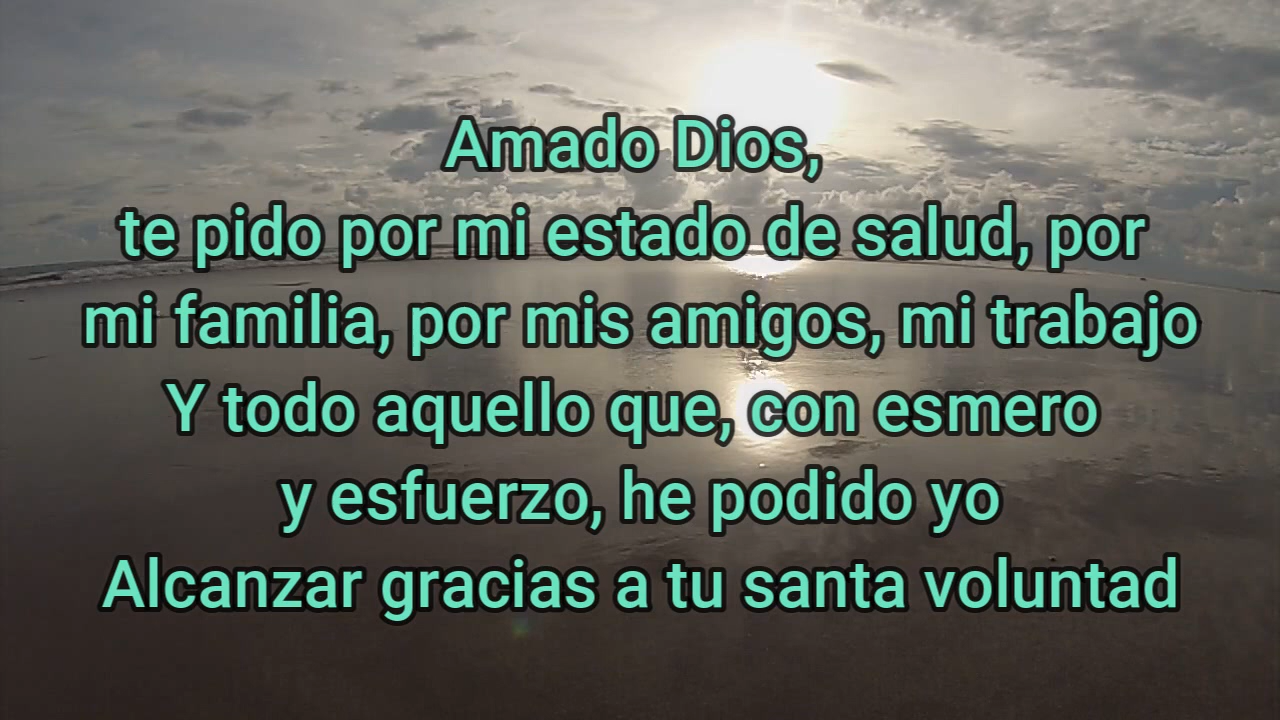 Amado Dios,
te pido por mi estado de salud, por
mi familia, por mis amigos, mi trabajo
Y todo aquello que, con esmero
y esfuerzo, he podido yo
Alcanzar gracias a tu santa voluntad